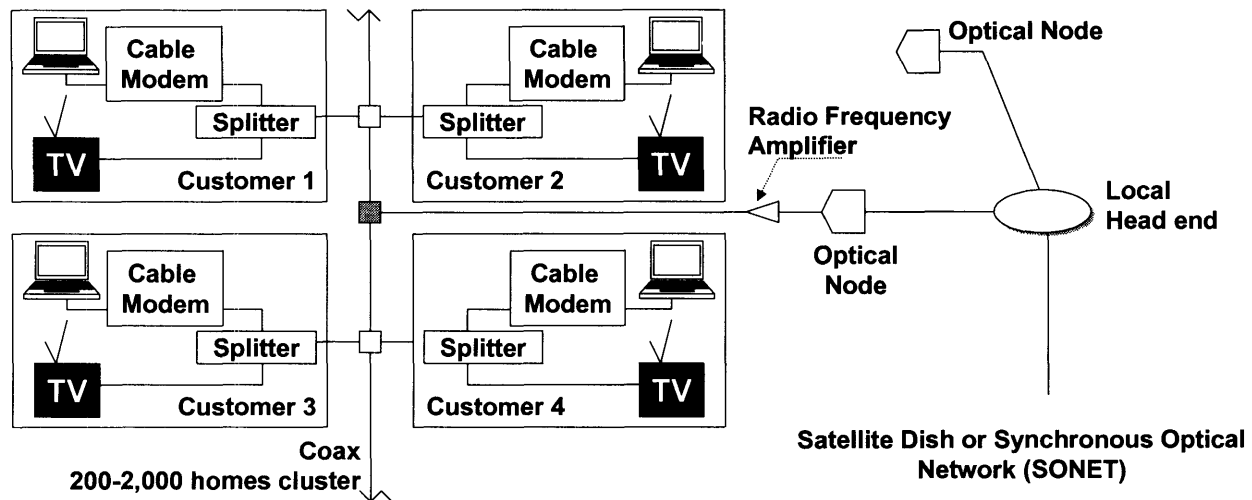 Cable
Modem
Splitter
TV
Customer 1
Cable
Modem
Splitter
TV
Customer 2
Cable
Modem
Splitter
TV
Customer 3
Cable
Modem
Splitter
TV
Customer 4
Coax
200-2,000 homes cluster
Optical Node
Radio Frequency
Amplifier
Optical
Node
Local
Head end
Satellite Dish or Synchronous Optical
Network (SONET)